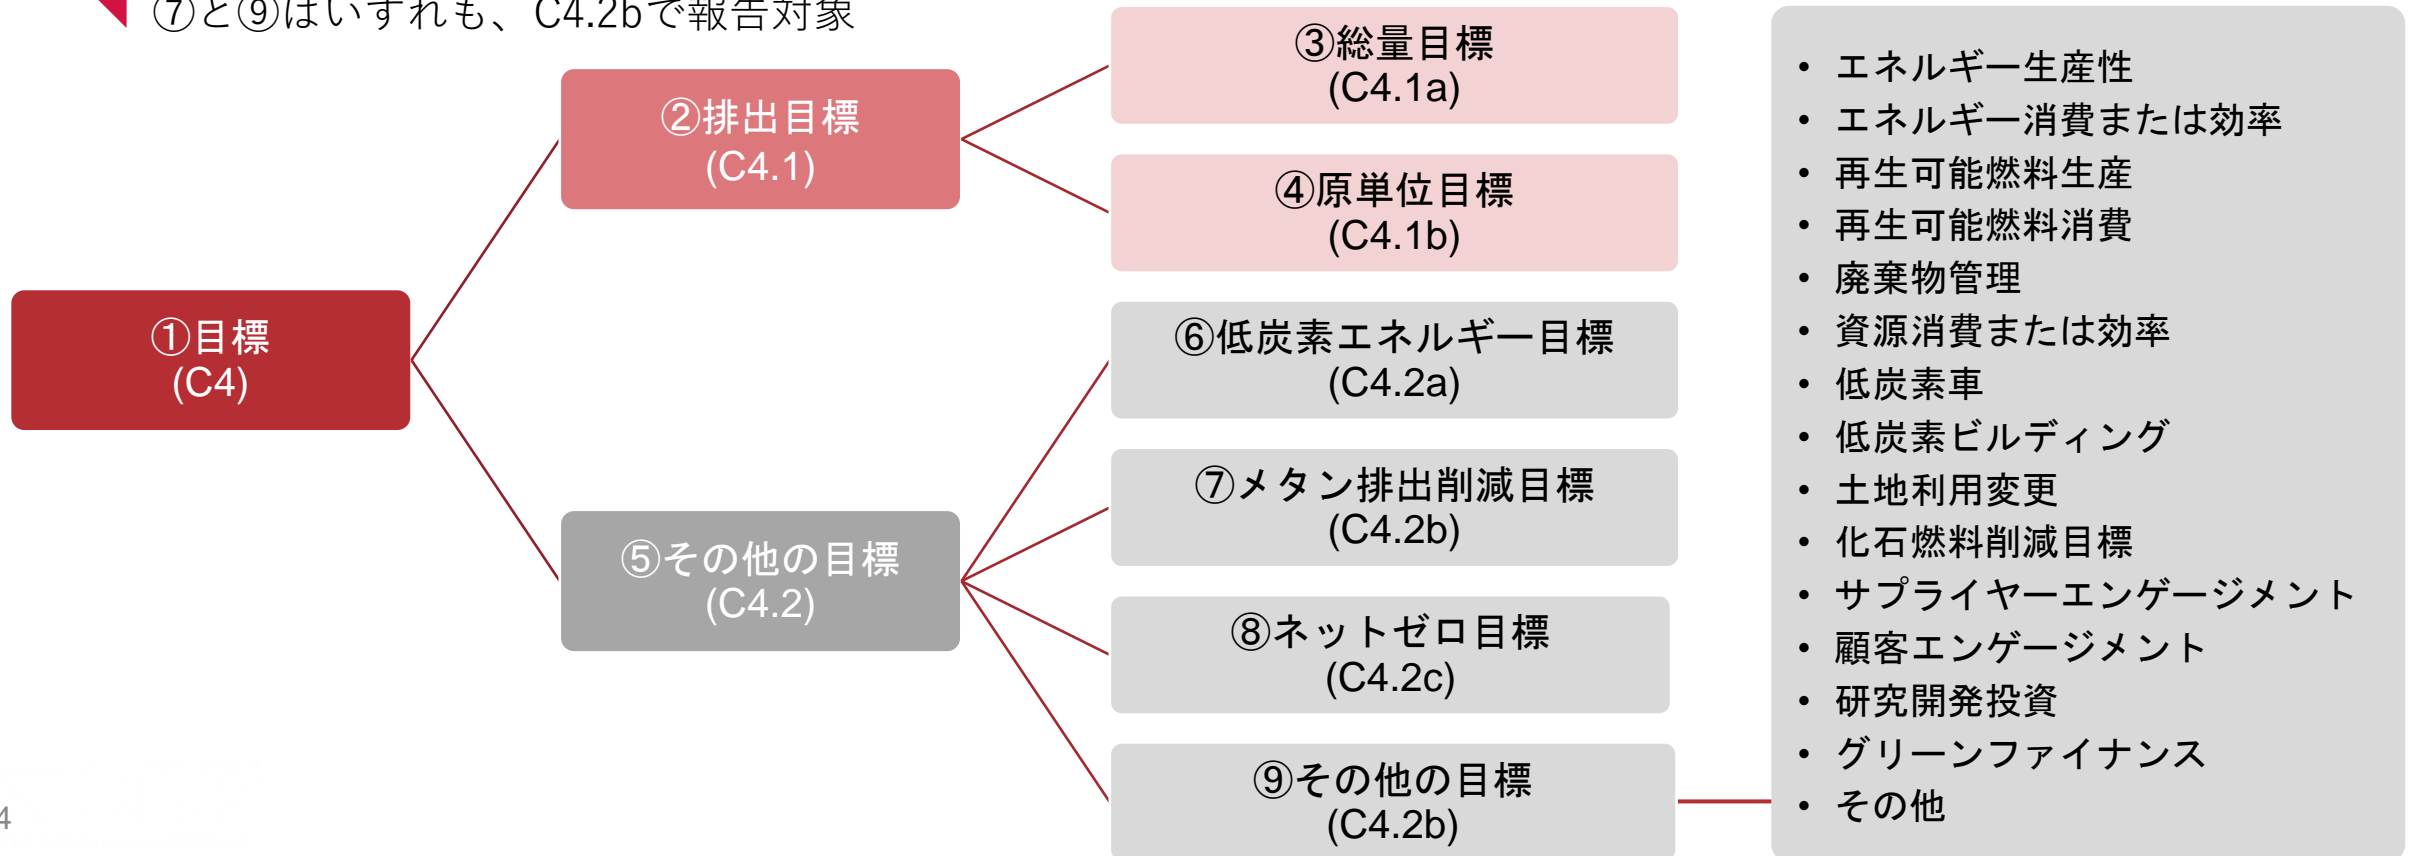 ⑦と⑨はいずれも、C4.2bで報告対象
①目標
(C4)
②排出目標
(C4.1)
③総量目標
(C4.1a)
④原単位目標
(C4.1b)
⑤その他の目標
(C4.2)
⑥低炭素エネルギー目標
(C4.2a)
⑦メタン排出削減目標
(C4.2b)
⑧ネットゼロ目標
(C4.2c)
⑨その他の目標
(C4.2b)
• エネルギー生産性
• エネルギー消費または効率
• 再生可能燃料生産
• 再生可能燃料消費
• 廃棄物管理
• 資源消費または効率
• 低炭素車
• 低炭素ビルディング
• 土地利用変更
• 化石燃料削減目標
• サプライヤーエンゲージメント
• 顧客エンゲージメント
• 研究開発投資
• グリーンファイナンス
• その他
4